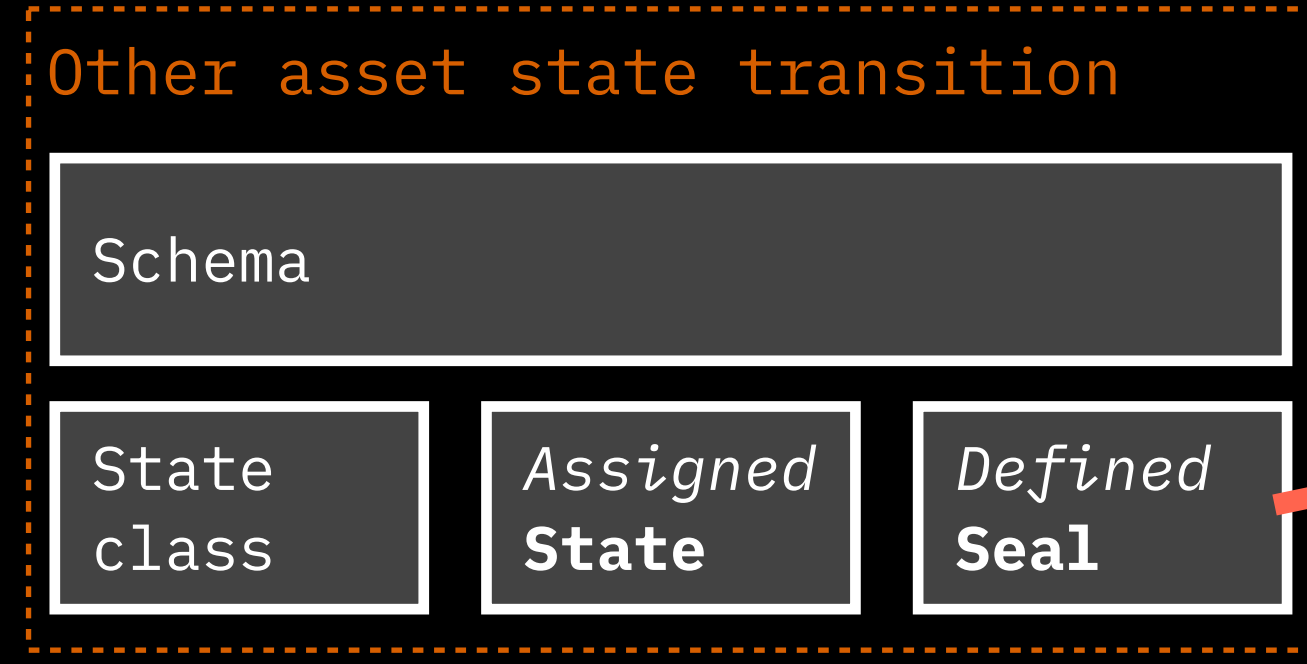 Other asset state transition
Schema
State
class
Assigned
State
Defined
Seal